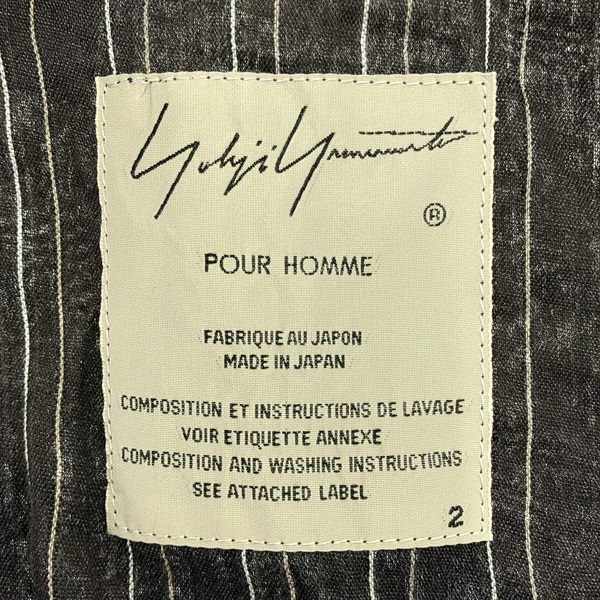 Yohji Yamamoto
®
POUR HOMME
FABRIQUE AU JAPON
MADE IN JAPAN
COMPOSITION ET INSTRUCTIONS DE LAVAGE
VOIR ETIQUETTE ANNEXE
COMPOSITION AND WASHING INSTRUCTIONS
SEE ATTACHED LABEL
2